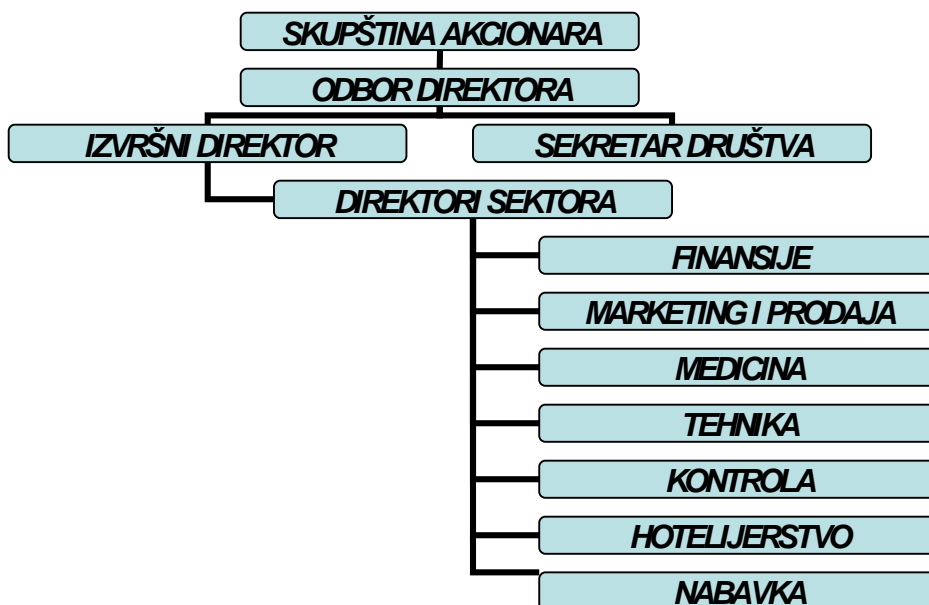 SKUPŠTINA AKCIONARA
ODBOR DIREKTORA
IZVRŠNI DIREKTOR
SEKRETAR DRUŠTVA
DIREKTORI SEKTORA
FINANSIJE
MARKETING I PRODAJA
MEDICINA
TEHNIKA
KONTROLA
HOTELIJERSTVO
NABAVKA